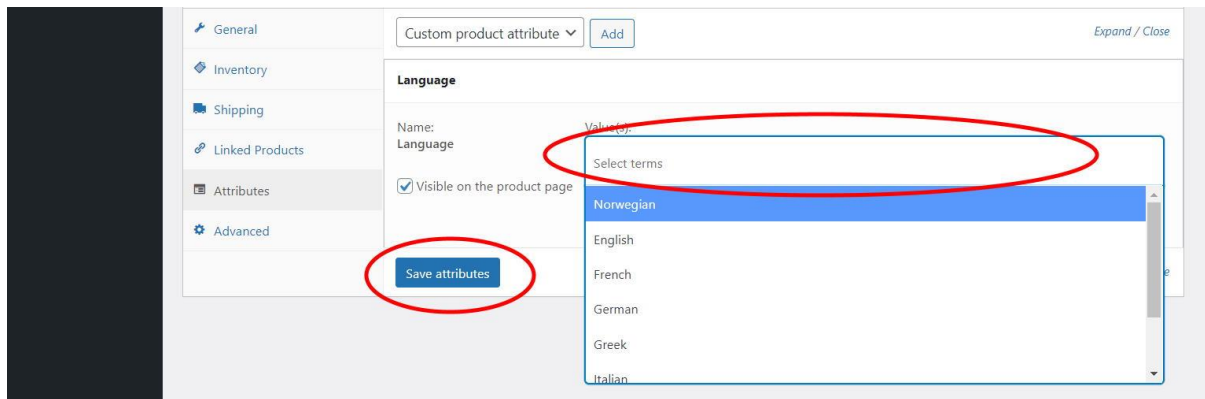 General
Inventory
Shipping
Linked Products
Attributes
Advanced
Custom product attribute Add Expand / Close
Language
Name: Value(s):
Language
Select terms
Visible on the product page
Norwegian
English
French
German
Greek
Italian
Save attributes